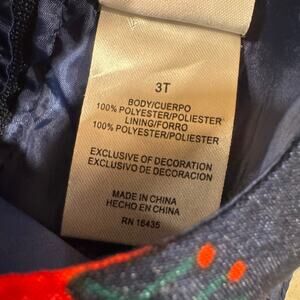 3T
BODY/CUERPO
100% POLYESTER/POLIESTER
LINING/FORRO
100% POLYESTER/POLIESTER
EXCLUSIVE OF DECORATION
EXCLUSIVO DE DECORACION
MADE IN CHINA
HECHO EN CHINA
RN 16435